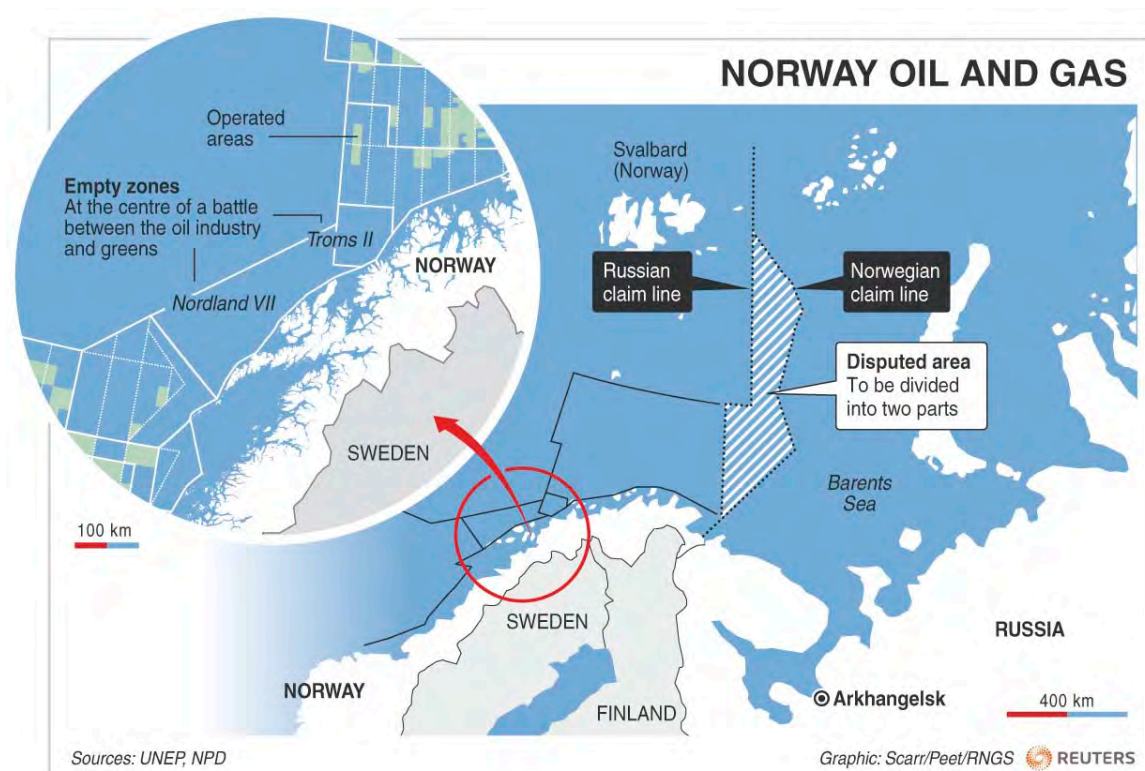 NORWAY OIL AND GAS
Operated
areas
Empty zones
At the centre of a battle
between the oil industry
and greens
Troms II
Nordland VII
NORWAY
SWEDEN
100 km
Svalbard
(Norway)
Russian
claim line
Norwegian
claim line
Disputed area
To be divided
into two parts
Barents
Sea
SWEDEN
NORWAY
FINLAND
RUSSIA
Arkhangelsk
400 km
Sources: UNEP, NPD
Graphic: Scarr/Peet/RNGS REUTERS